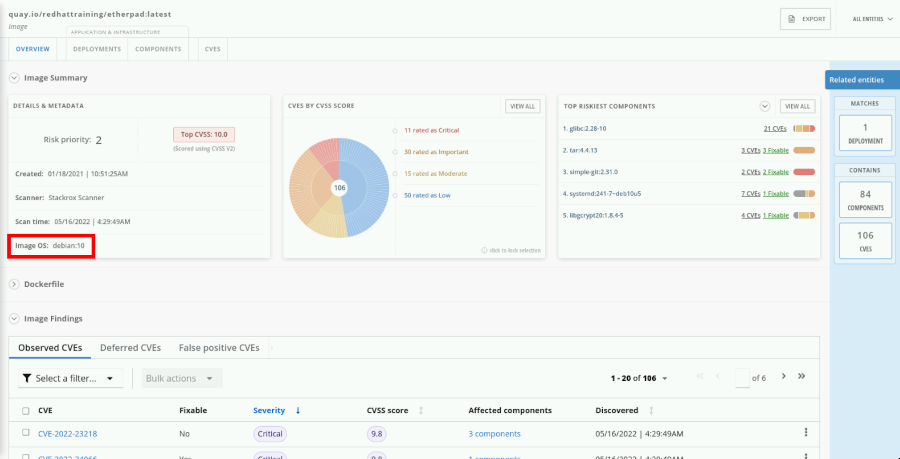 quay.io/redhattraining/etherpad:latest
Image
EXPORT
ALL ENTITIES
APPLICATION & INFRASTRUCTURE
OVERVIEW
DEPLOYMENTS
COMPONENTS
CVES
Image Summary
Related entities
DETAILS & METADATA
Risk priority: 2
Top CVSS: 10.0
(Scored using CVSS V2)
Created: 01/18/2021 | 10:51:25AM
Scanner: Stackrox Scanner
Scan time: 05/16/2022 | 4:29:49AM
Image OS: debian:10
CVES BY CVSS SCORE
VIEW ALL
106
11 rated as Critical
30 rated as Important
15 rated as Moderate
50 rated as Low
click to lock selection
TOP RISKIEST COMPONENTS
VIEW ALL
1. glibc:2.28-10
21 CVEs
2. tar:4.4.13
3 CVEs 3 Fixable
3. simple-git:2.31.0
2 CVEs 2 Fixable
4. systemd:241-7~deb10u5
7 CVEs 1 Fixable
5. libgcrypt20:1.8.4-5
4 CVEs 1 Fixable
MATCHES
1
DEPLOYMENT
CONTAINS
84
COMPONENTS
106
CVES
Dockerfile
Image Findings
Observed CVEs
Deferred CVEs
False positive CVEs
Select a filter...
Bulk actions
1 - 20 of 106
of 6
CVE
Fixable
Severity
CVSS score
Affected components
Discovered
CVE-2022-23218
No
Critical
9.8
3 components
05/16/2022 | 4:29:49AM